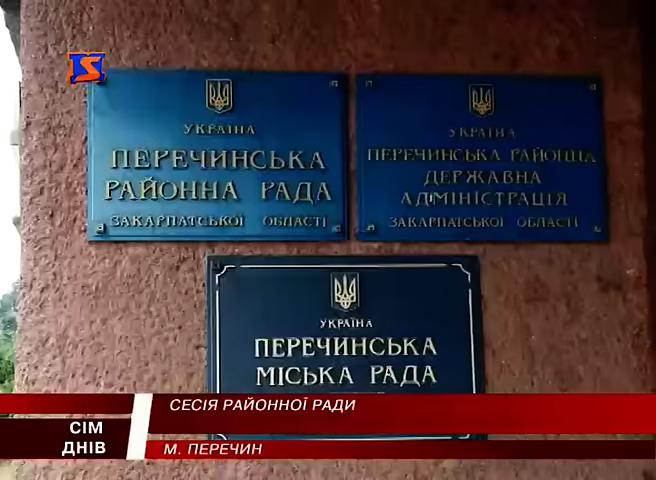 УКРАЇНА
ПЕРЕЧИНСЬКА
РАЙОННА РАДА
ЗАКАРПАТСЬКОЇ ОБЛАСТІ
УКРАЇНА
ПЕРЕЧИНСЬКА РАЙОННА
ДЕРЖАВНА
АДМІНІСТРАЦІЯ
ЗАКАРПАТСЬКОЇ ОБЛАСТІ
УКРАЇНА
ПЕРЕЧИНСЬКА
МІСЬКА РАДА
СЕСІЯ РАЙОННОЇ РАДИ
СІМ
ДНІВ
М. ПЕРЕЧИН